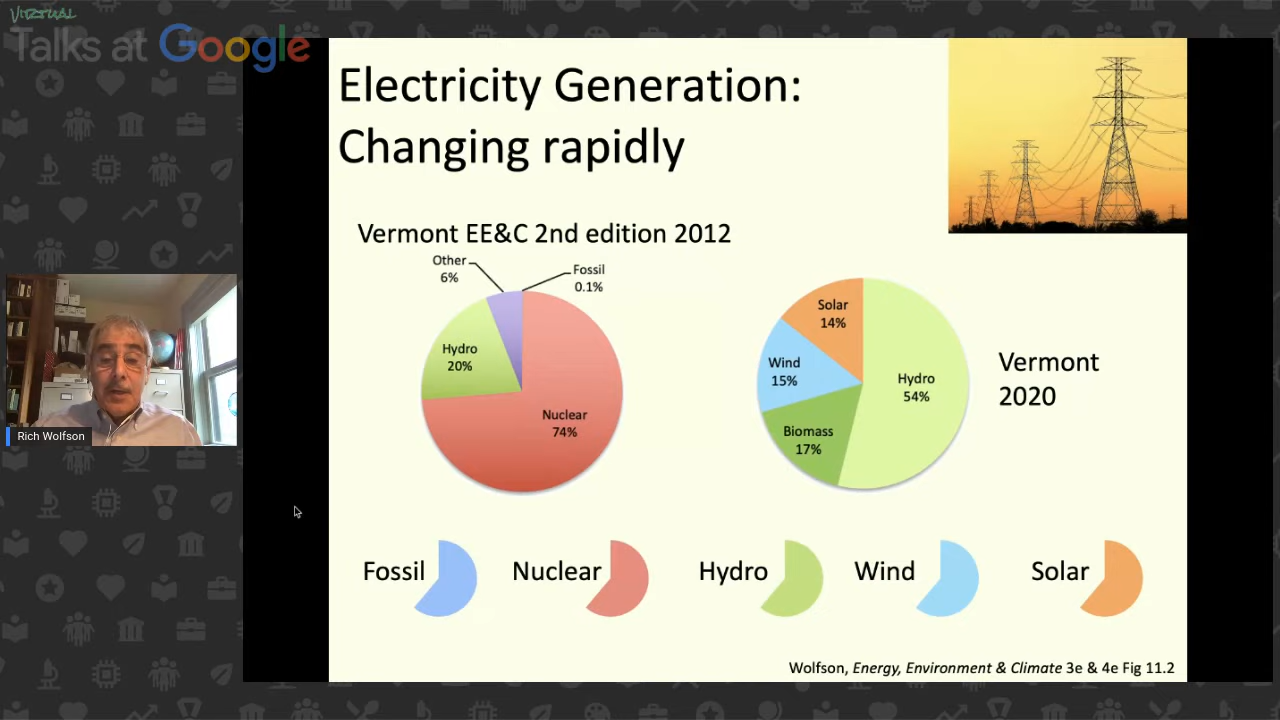 VIRTUAL
Talks at Google
Electricity Generation:
Changing rapidly
Vermont EE&C 2nd edition 2012
Other
6%
Fossil
0.1%
Hydro
20%
Nuclear
74%
Solar
14%
Wind
15%
Biomass
17%
Hydro
54%
Vermont
2020
Rich Wolfson
Fossil
Nuclear
Hydro
Wind
Solar
Wolfson, Energy, Environment & Climate 3e & 4e Fig 11.2